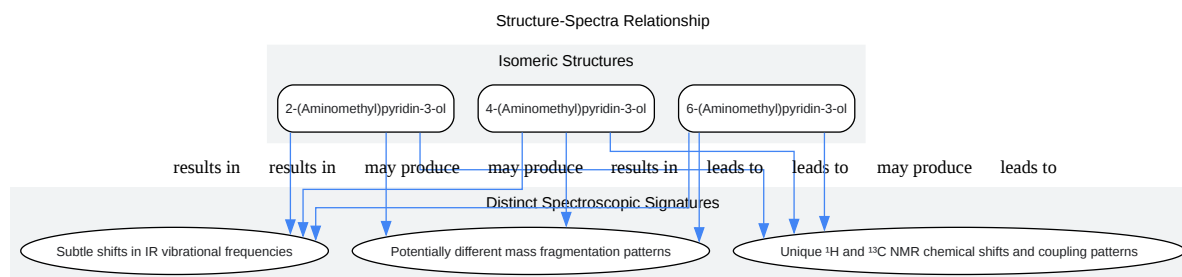 Structure-Spectra Relationship
Isomeric Structures
2-(Aminomethyl)pyridin-3-ol 4-(Aminomethyl)pyridin-3-ol 6-(Aminomethyl)pyridin-3-ol
results in results in may produce may produce results in leads to leads to may produce leads to
Distinct Spectroscopic Signatures
Subtle shifts in IR vibrational frequencies Potentially different mass fragmentation patterns Unique ¹H and ¹³C NMR chemical shifts and coupling patterns